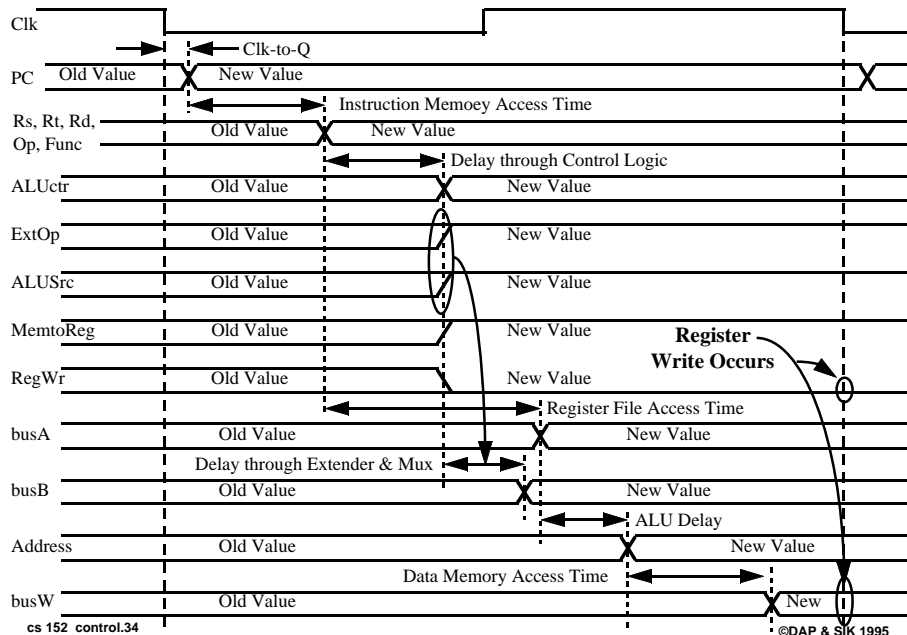 Clk
Clk-to-Q
PC Old Value New Value
Instruction Memoey Access Time
Rs, Rt, Rd,
Op, Func Old Value New Value
Delay through Control Logic
ALUctr Old Value New Value
ExtOp Old Value New Value
ALUSrc Old Value New Value
MemtoReg Old Value New Value
Register
Write Occurs
RegWr Old Value New Value
Register File Access Time
busA Old Value New Value
Delay through Extender & Mux
busB Old Value New Value
ALU Delay
Address Old Value New Value
Data Memory Access Time
busW Old Value New
cs 152 control.34 ©DAP & SIK 1995